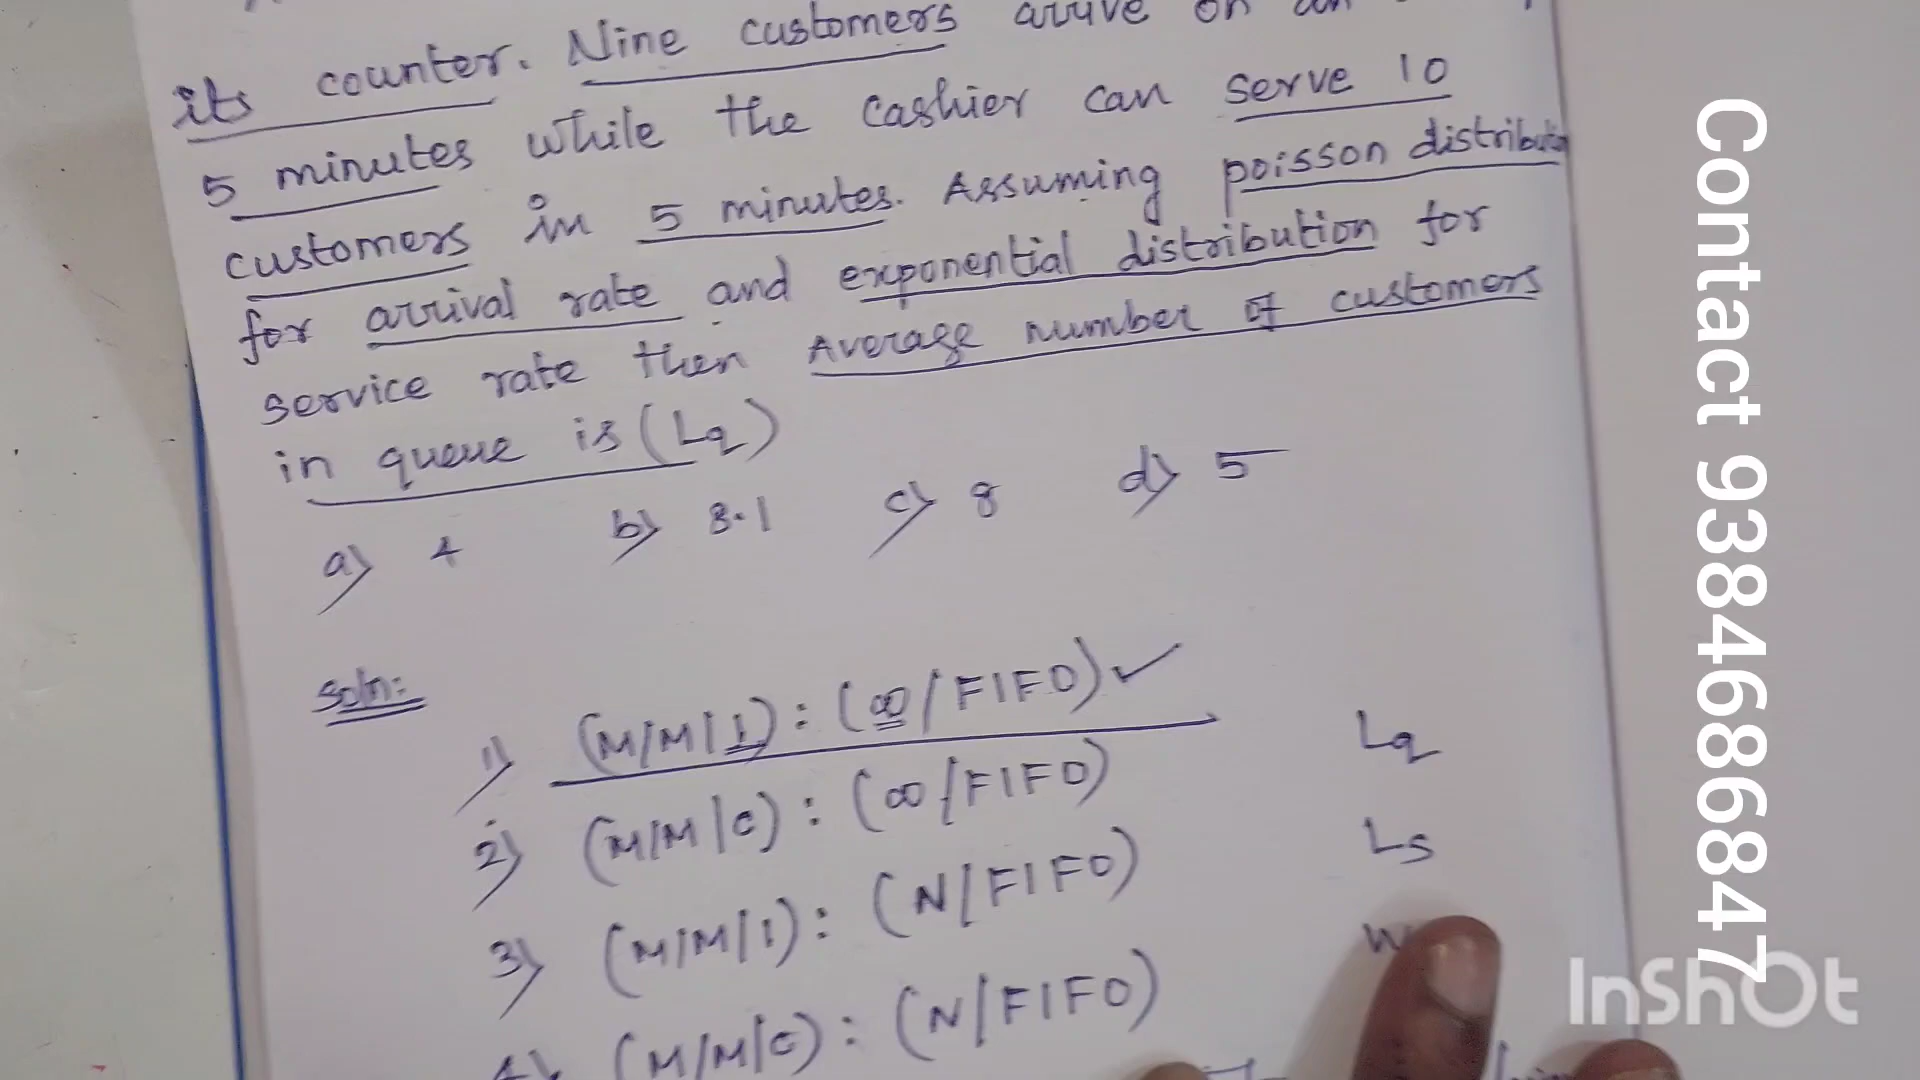 its counter. Nine customers arrive on an
5 minutes while the cashier can serve 10
customers in 5 minutes. Assuming poisson distribution
for arrival rate and exponential distribution for
service rate then Average number of customers
in queue is (Lq)
a) 4 b) 8.1 c) 8 d) 5
Soln:
1) (M/M/1) : (∞/FIFO) ✓
2) (M/M/C) : (∞/FIFO)
3) (M/M/1) : (N/FIFO)
4) (M/M/C) : (N/FIFO)
Lq
Ls
W
Contact 9384686847
InShOt